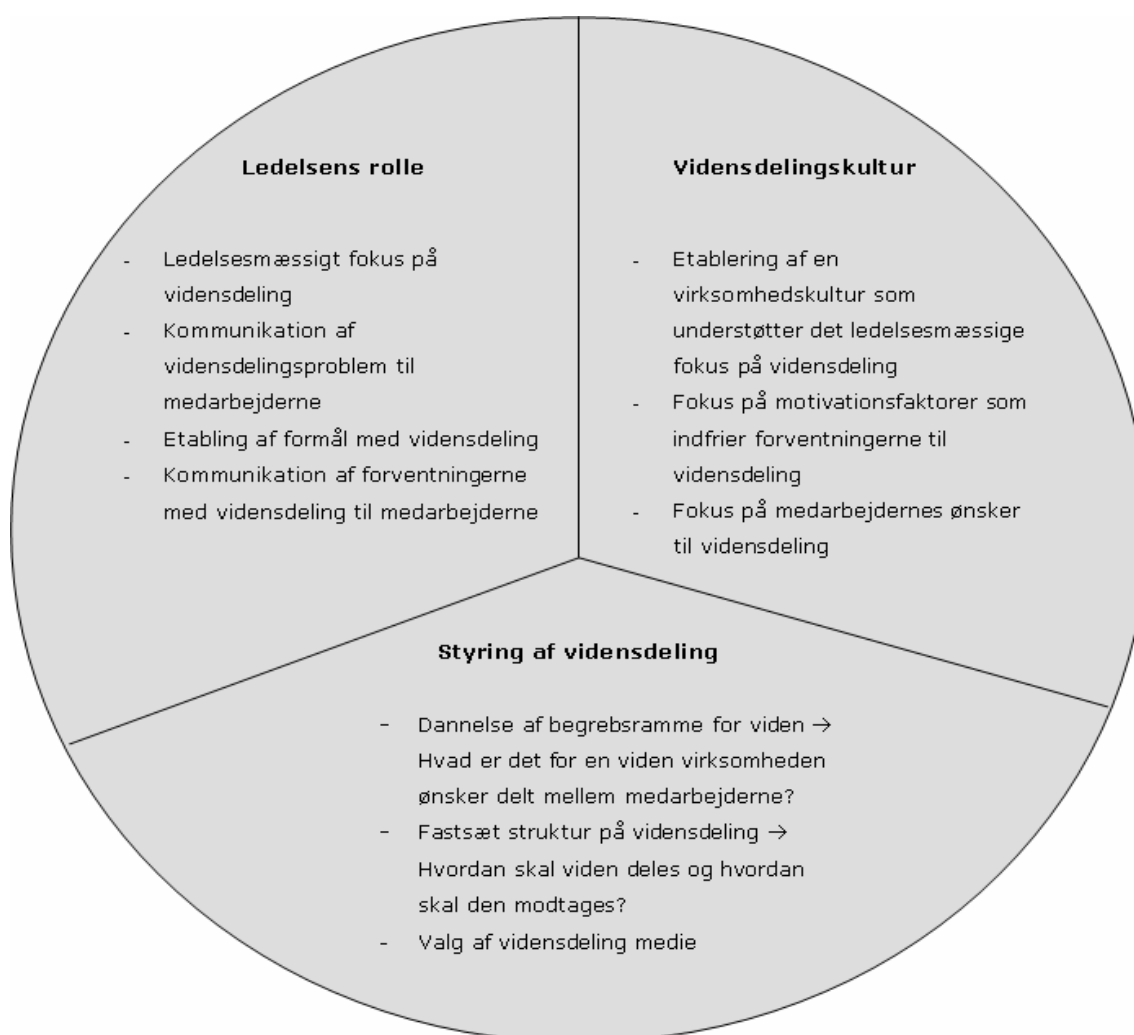 Ledelsens rolle
- Ledelsesmæssigt fokus på
vidensdeling
- Kommunikation af
vidensdelingsproblem til
medarbejderne
- Etabling af formål med vidensdeling
- Kommunikation af forventningerne
med vidensdeling til medarbejderne
Vidensdelingskultur
- Etablering af en
virksomhedskultur som
understøtter det ledelsesmæssige
fokus på vidensdeling
- Fokus på motivationsfaktorer som
indfrier forventningerne til
vidensdeling
- Fokus på medarbejdernes ønsker
til vidensdeling
Styring af vidensdeling
- Dannelse af begrebsramme for viden →
Hvad er det for en viden virksomheden
ønsker delt mellem medarbejderne?
- Fastsæt struktur på vidensdeling →
Hvordan skal viden deles og hvordan
skal den modtages?
- Valg af vidensdeling medie